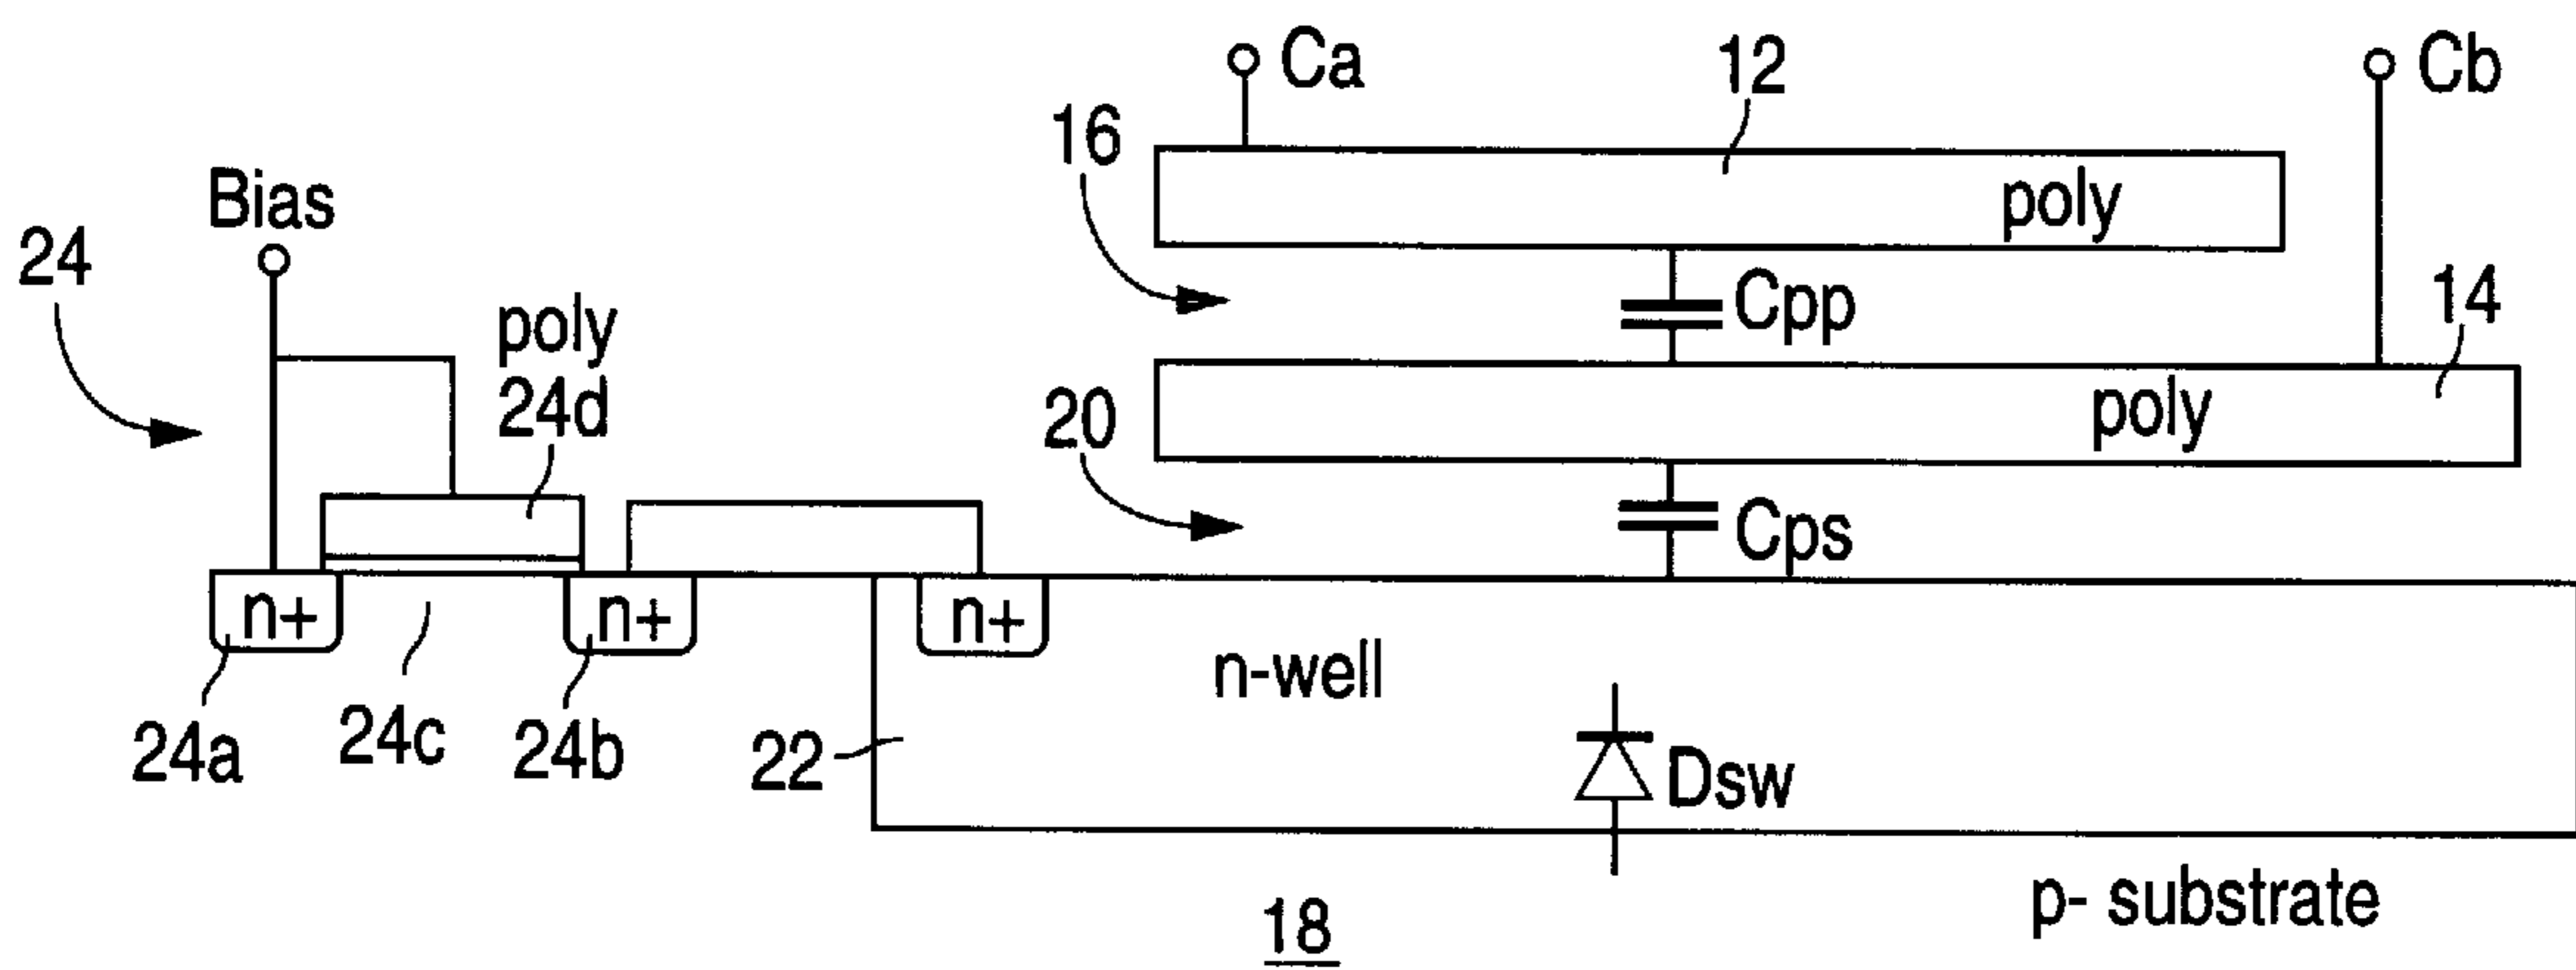 Ca
12
Cb
16
Bias
poly
24
Cpp
14
poly
24d
poly
20
Cps
n+
n+
n+
n-well
24a
24c
24b
22
Dsw
p- substrate
18